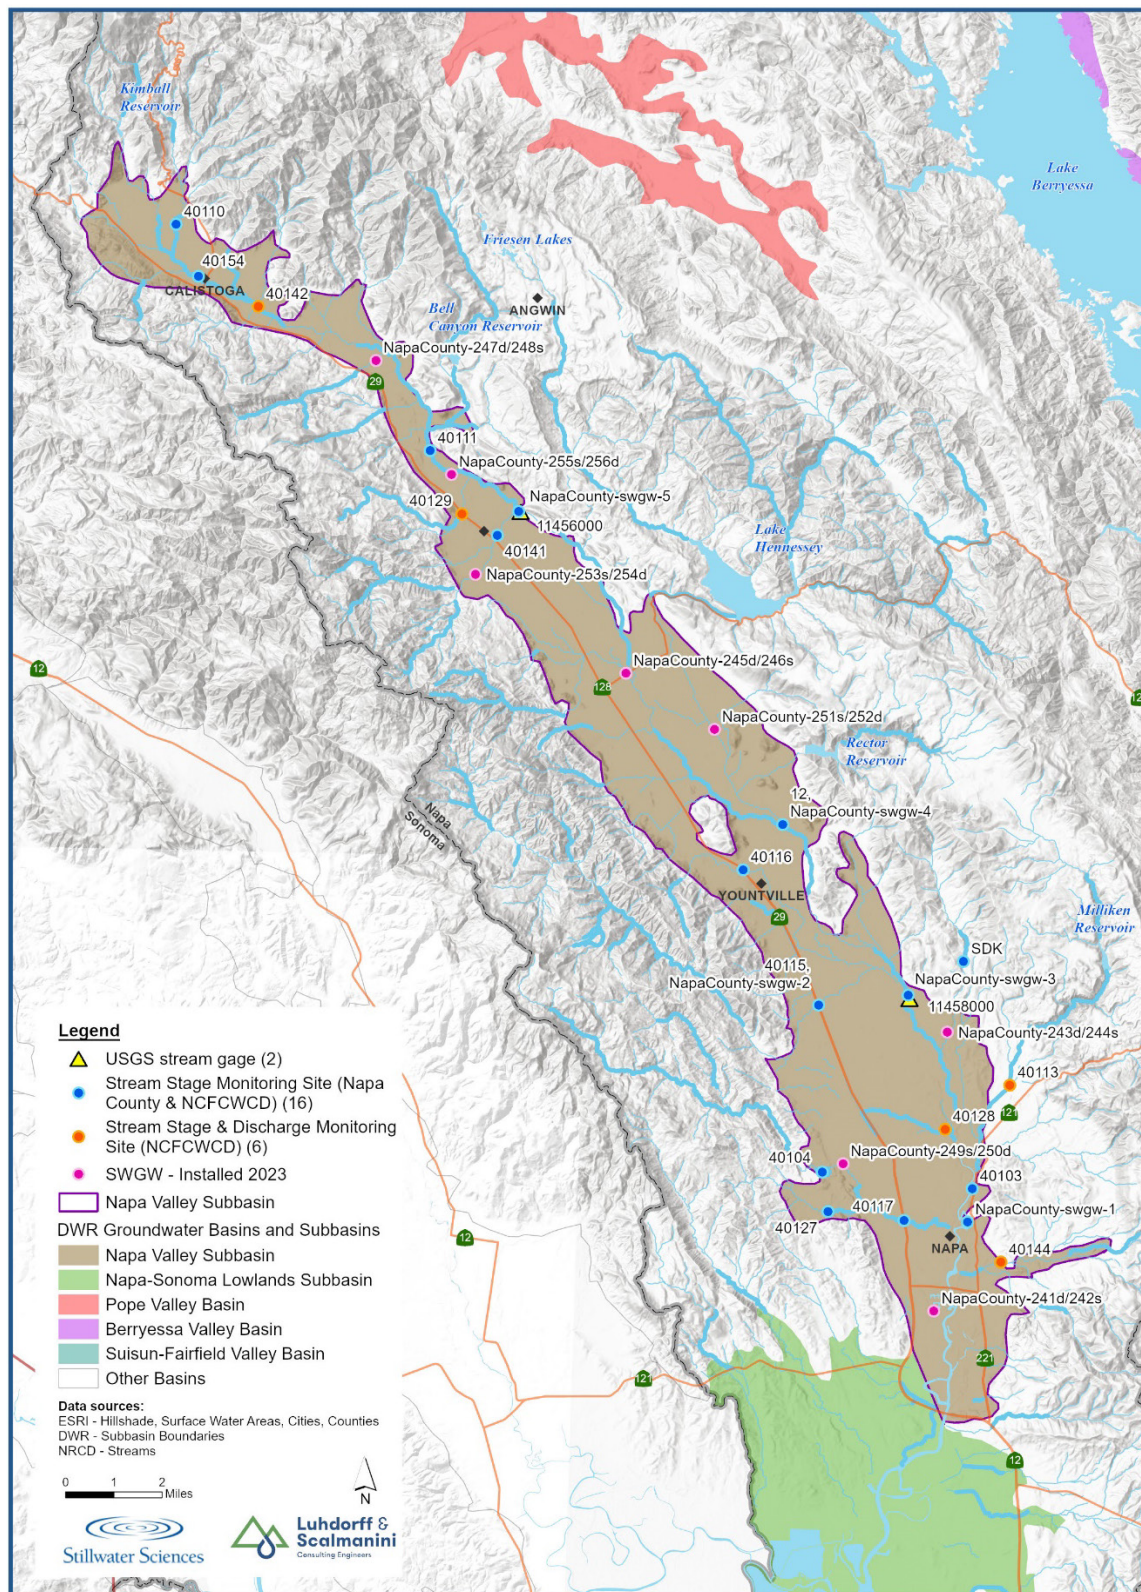 Kimball
Reservoir
40110
40154
CALISTOGA
40142
Friesen Lakes
ANGWIN
Bell
Canyon Reservoir
Lake
Berryessa
NapaCounty-247d/248s
29
40111
NapaCounty-255s/256d
40129
NapaCounty-swgw-5
11456000
40141
NapaCounty-253s/254d
Lake
Hennessey
12
NapaCounty-245d/246s
128
12
NapaCounty-251s/252d
Rector
Reservoir
12,
NapaCounty-swgw-4
Napa
Sonoma
40116
YOUNTVILLE
29
Milliken
Reservoir
SDK
40115,
NapaCounty-swgw-2
NapaCounty-swgw-3
11458000
NapaCounty-243d/244s
40113
121
40128
NapaCounty-249s/250d
40104
40103
40127
40117
NapaCounty-swgw-1
NAPA
40144
12
NapaCounty-241d/242s
221
121
12
Legend
USGS stream gage (2)
Stream Stage Monitoring Site (Napa
County & NCFCWCD) (16)
Stream Stage & Discharge Monitoring
Site (NCFCWCD) (6)
SWGW - Installed 2023
Napa Valley Subbasin
DWR Groundwater Basins and Subbasins
Napa Valley Subbasin
Napa-Sonoma Lowlands Subbasin
Pope Valley Basin
Berryessa Valley Basin
Suisun-Fairfield Valley Basin
Other Basins
Data sources:
ESRI - Hillshade, Surface Water Areas, Cities, Counties
DWR - Subbasin Boundaries
NRCD - Streams
0 1 2
Miles
N
Stillwater Sciences
Luhdorff &
Scalmanini
Consulting Engineers